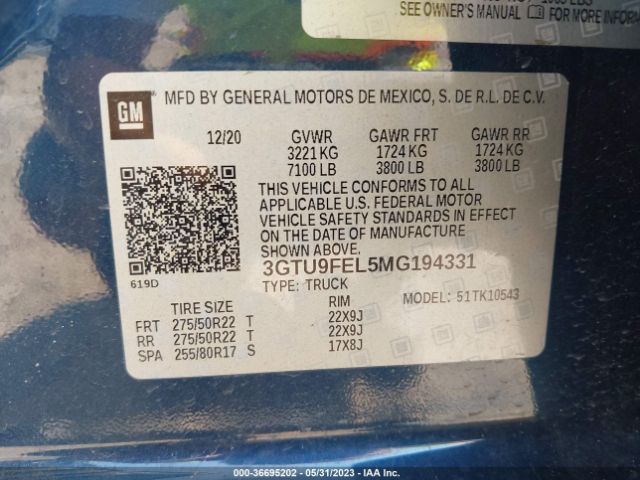 SEE OWNER'S MANUAL FOR MORE INFO
GM
MFD BY GENERAL MOTORS DE MEXICO, S. DE R.L. DE C.V.
12/20 GVWR GAWR FRT GAWR RR
3221 KG 1724 KG 1724 KG
7100 LB 3800 LB 3800 LB
THIS VEHICLE CONFORMS TO ALL
APPLICABLE U.S. FEDERAL MOTOR
VEHICLE SAFETY STANDARDS IN EFFECT
ON THE DATE OF MANUFACTURE
SHOWN ABOVE.
619D
3GTU9FEL5MG194331
TYPE: TRUCK MODEL: 51TK10543
TIRE SIZE RIM
FRT 275/50R22 T 22X9J
RR 275/50R22 T 22X9J
SPA 255/80R17 S 17X8J
000-36695202 - 05/31/2023 - IAA Inc.